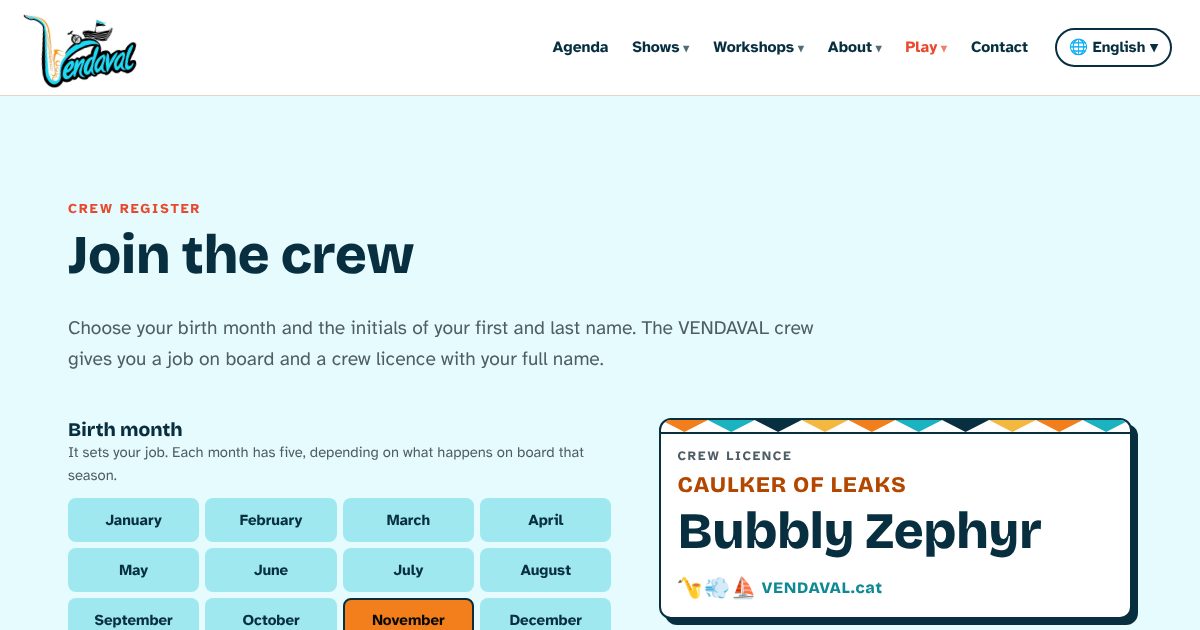 Vendaval
Agenda Shows ▾ Workshops ▾ About ▾ Play ▾ Contact 🌐 English ▾
CREW REGISTER
Join the crew
Choose your birth month and the initials of your first and last name. The VENDAVAL crew
gives you a job on board and a crew licence with your full name.
Birth month
It sets your job. Each month has five, depending on what happens on board that
season.
January February March April
May June July August
September October November December
CREW LICENCE
CAULKER OF LEAKS
Bubbly Zephyr
🎷💨⛵ VENDAVAL.cat